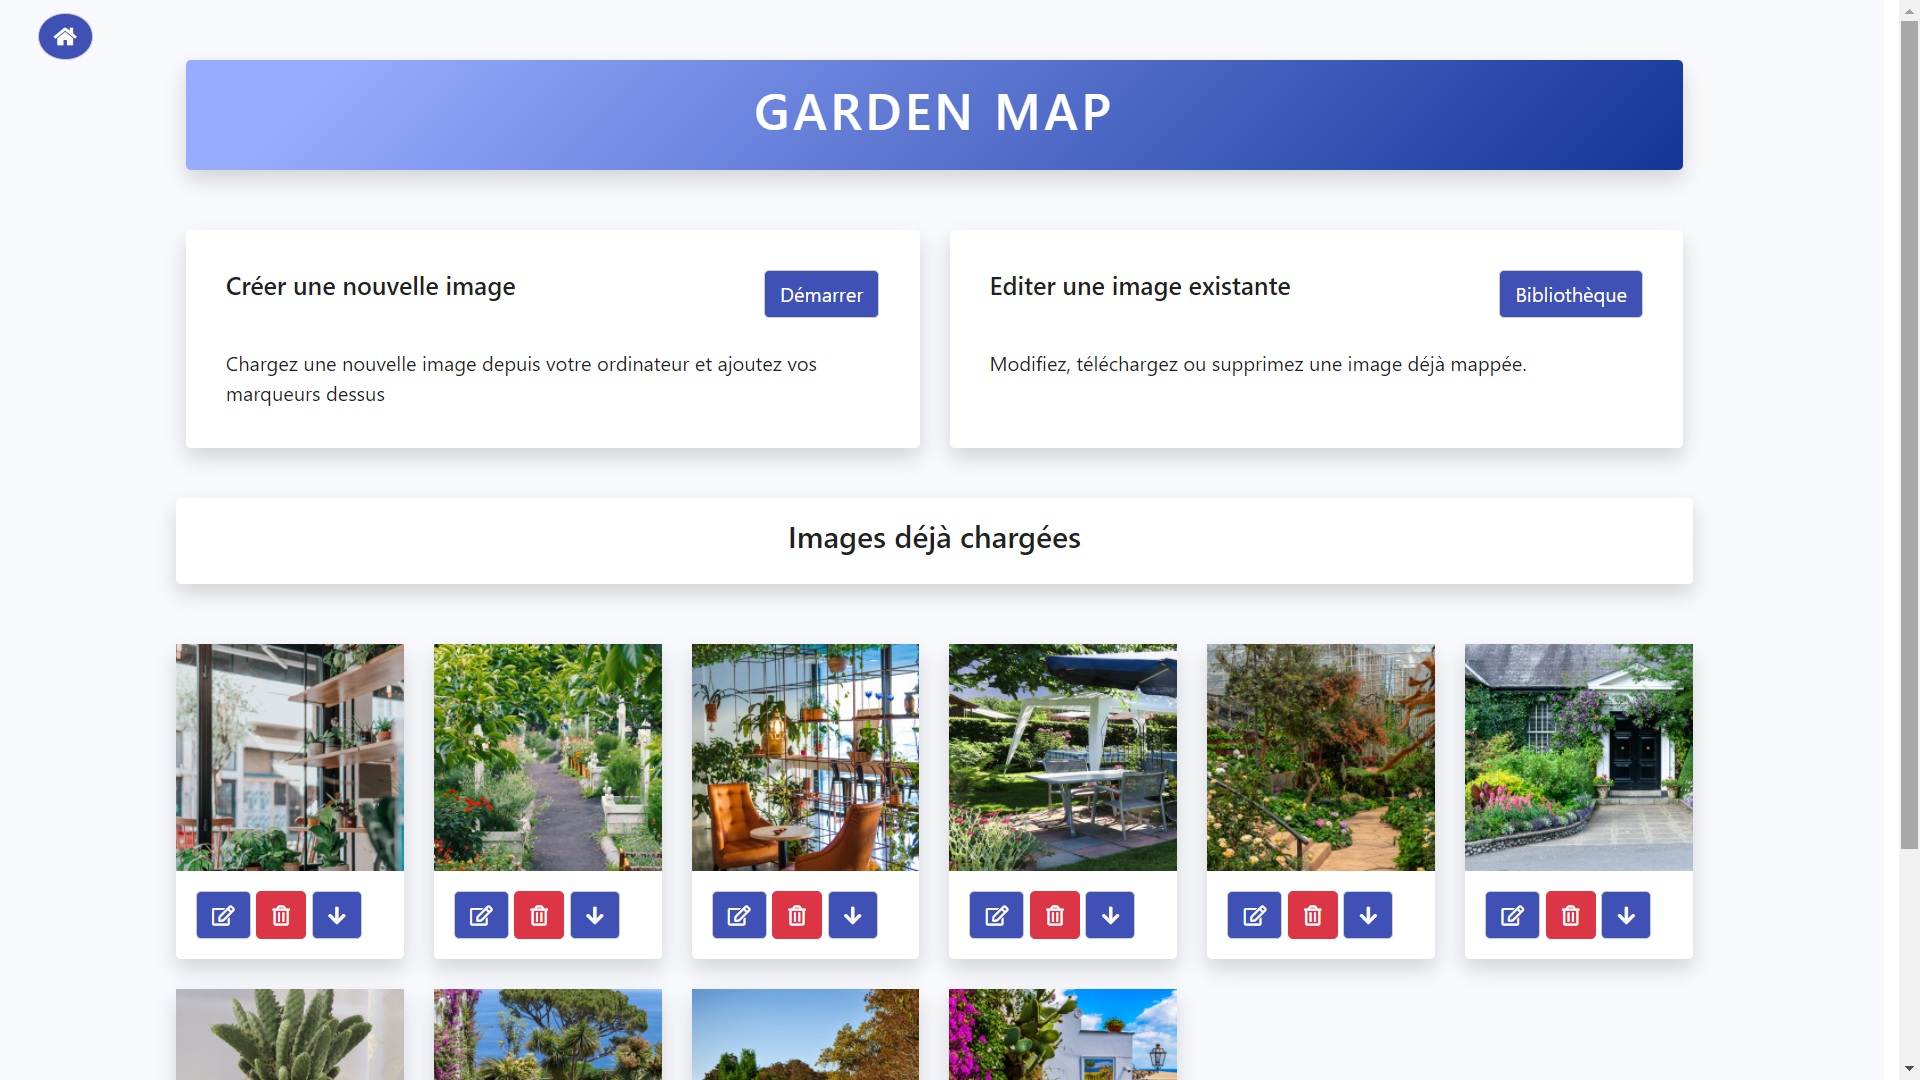 GARDEN MAP
Créer une nouvelle image
Démarrer
Chargez une nouvelle image depuis votre ordinateur et ajoutez vos
marqueurs dessus
Editer une image existante
Bibliothèque
Modifiez, téléchargez ou supprimez une image déjà mappée.
Images déjà chargées